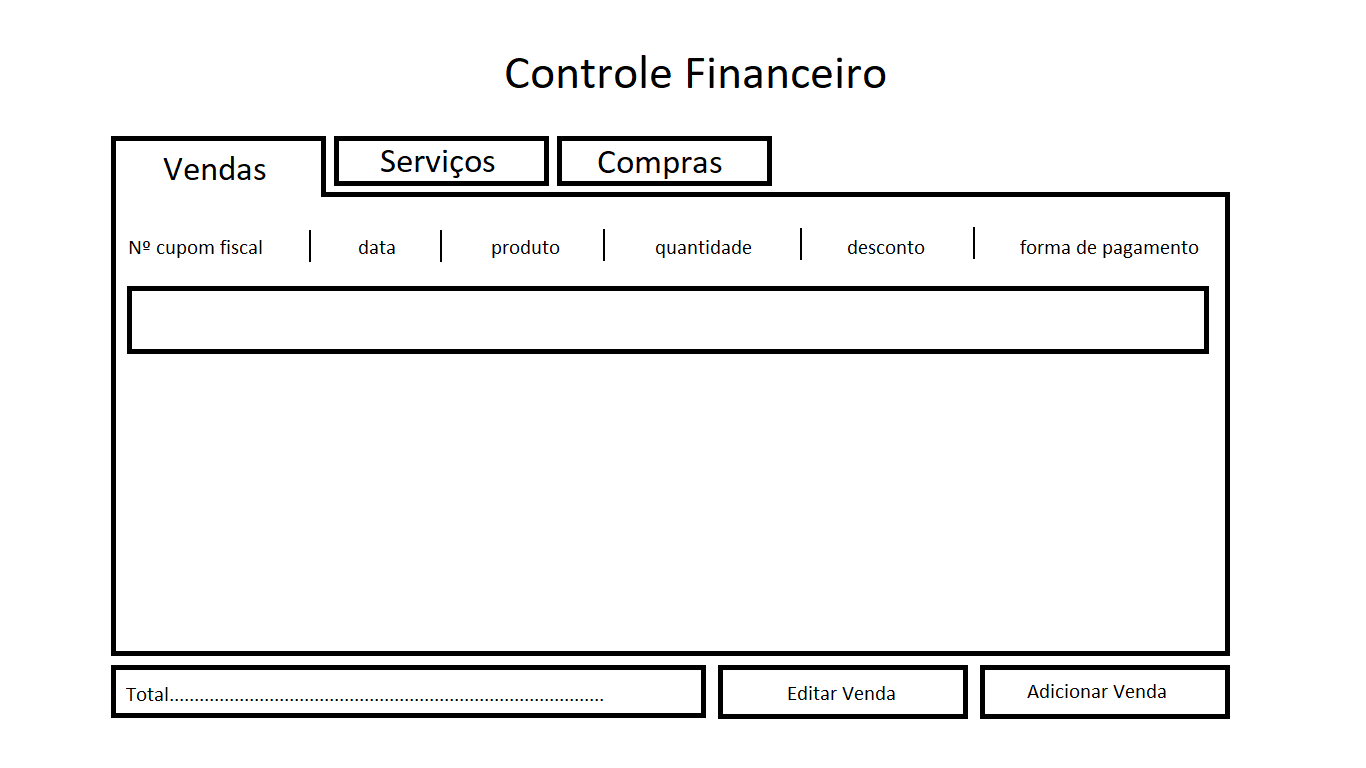 Controle Financeiro
Vendas Serviços Compras
Nº cupom fiscal data produto quantidade desconto forma de pagamento
Total....................................................................................... Editar Venda Adicionar Venda